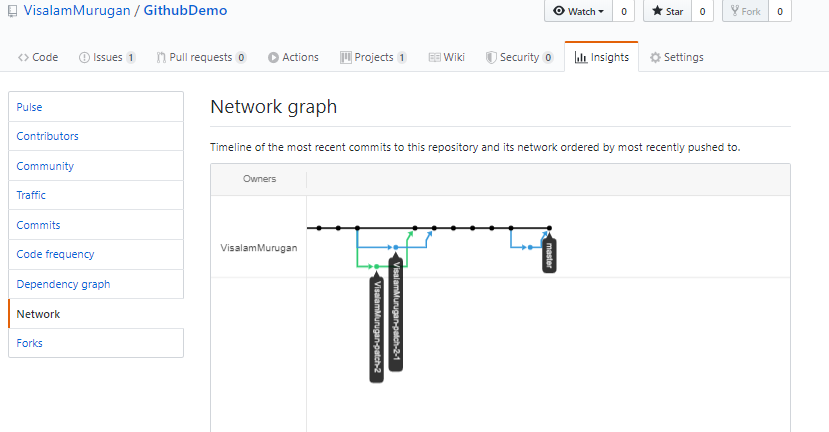 VisalamMurugan / GithubDemo
Watch 0 Star 0 Fork 0
Code Issues 1 Pull requests 0 Actions Projects 1 Wiki Security 0 Insights Settings
Pulse
Contributors
Community
Traffic
Commits
Code frequency
Dependency graph
Network
Forks
Network graph
Timeline of the most recent commits to this repository and its network ordered by most recently pushed to.
Owners
VisalamMurugan
VisalamMurugan-patch-2
VisalamMurugan-patch-2-1
master